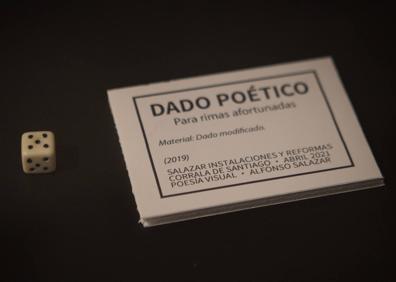 DADO POÉTICO
Para rimas afortunadas
Material: Dado modificado.
(2019)
SALAZAR INSTALACIONES Y REFORMAS
CORRALA DE SANTIAGO • ABRIL 2021
POESÍA VISUAL • ALFONSO SALAZAR